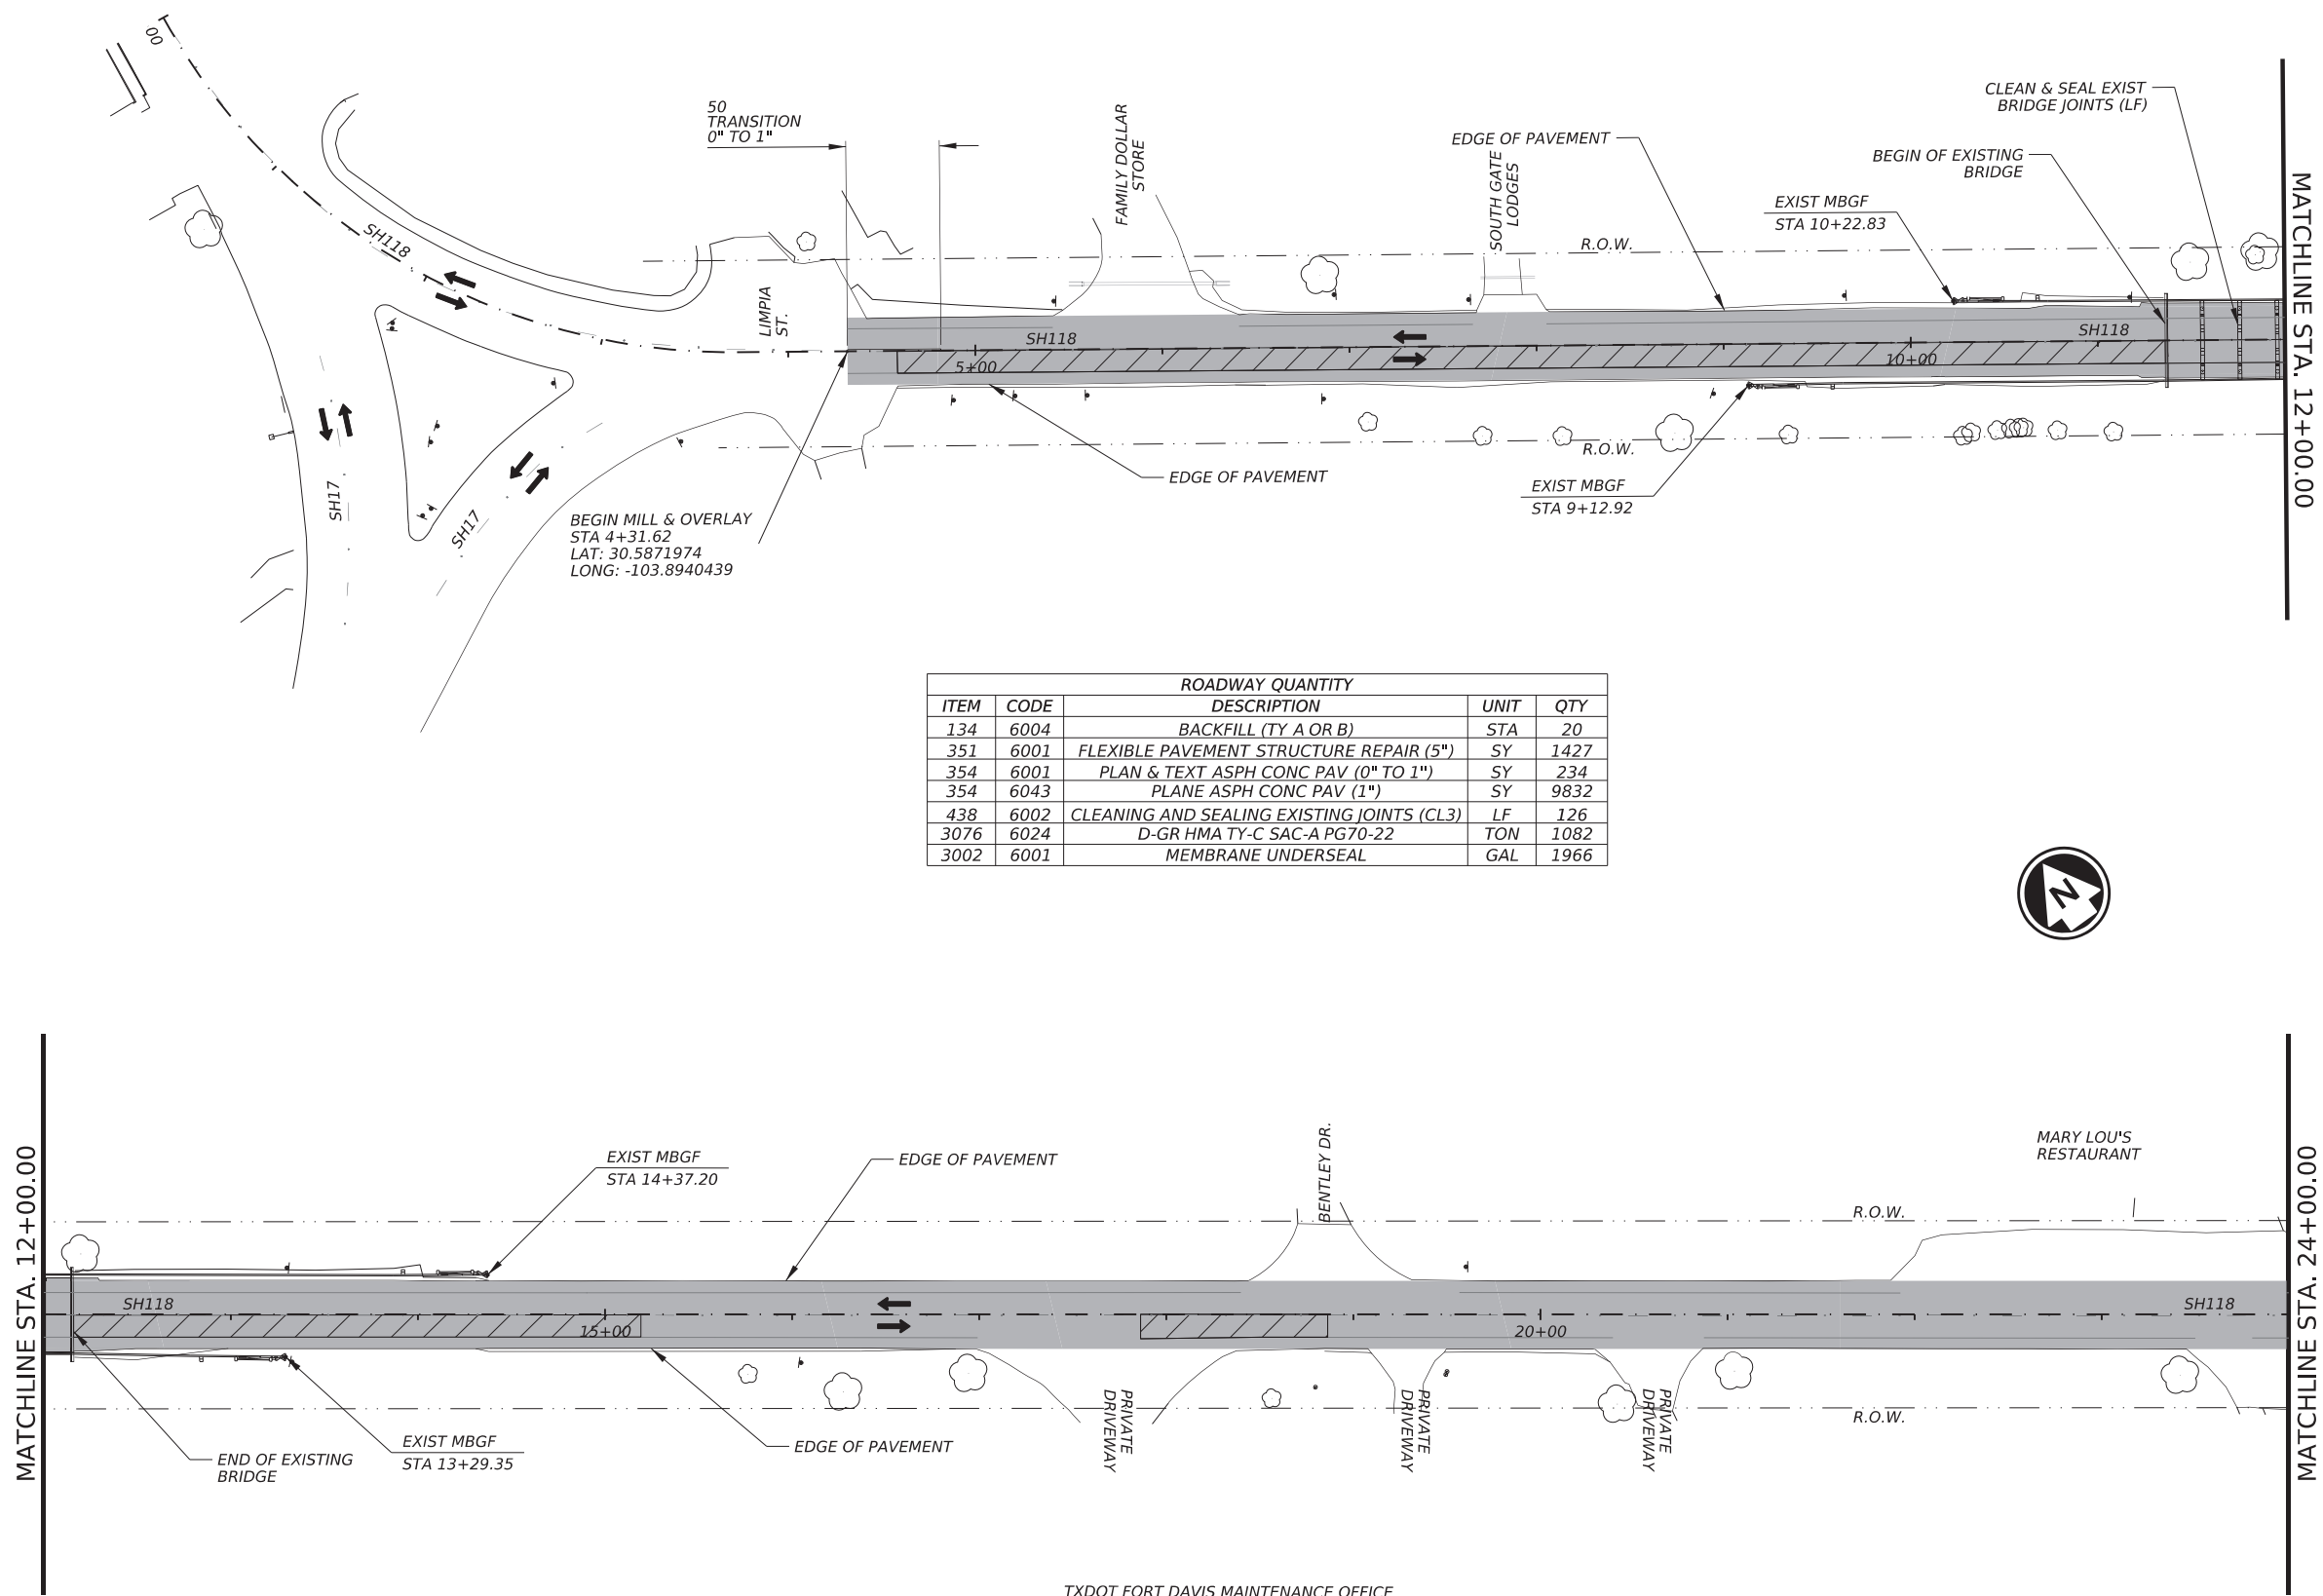 00
50
TRANSITION
0" TO 1"
FAMILY DOLLAR
STORE
SOUTH GATE
LODGES
EDGE OF PAVEMENT
CLEAN & SEAL EXIST
BRIDGE JOINTS (LF)
BEGIN OF EXISTING
BRIDGE
EXIST MBGF
STA 10+22.83
R.O.W.
MATCHLINE STA. 12+00.00
SH118
LIMPIA
ST.
SH118
5+00
10+00
SH118
SH17
SH17
R.O.W.
EDGE OF PAVEMENT
EXIST MBGF
STA 9+12.92
BEGIN MILL & OVERLAY
STA 4+31.62
LAT: 30.5871974
LONG: -103.8940439
ROADWAY QUANTITY
ITEM CODE DESCRIPTION UNIT QTY
134 6004 BACKFILL (TY A OR B) STA 20
351 6001 FLEXIBLE PAVEMENT STRUCTURE REPAIR (5") SY 1427
354 6001 PLAN & TEXT ASPH CONC PAV (0" TO 1") SY 234
354 6043 PLANE ASPH CONC PAV (1") SY 9832
438 6002 CLEANING AND SEALING EXISTING JOINTS (CL3) LF 126
3076 6024 D-GR HMA TY-C SAC-A PG70-22 TON 1082
3002 6001 MEMBRANE UNDERSEAL GAL 1966
N
MATCHLINE STA. 12+00.00
EXIST MBGF
STA 14+37.20
EDGE OF PAVEMENT
BENTLEY DR.
MARY LOU'S
RESTAURANT
R.O.W.
SH118
15+00
20+00
SH118
MATCHLINE STA. 24+00.00
END OF EXISTING
BRIDGE
EXIST MBGF
STA 13+29.35
EDGE OF PAVEMENT
PRIVATE
DRIVEWAY
PRIVATE
DRIVEWAY
PRIVATE
DRIVEWAY
R.O.W.
TXDOT FORT DAVIS MAINTENANCE OFFICE